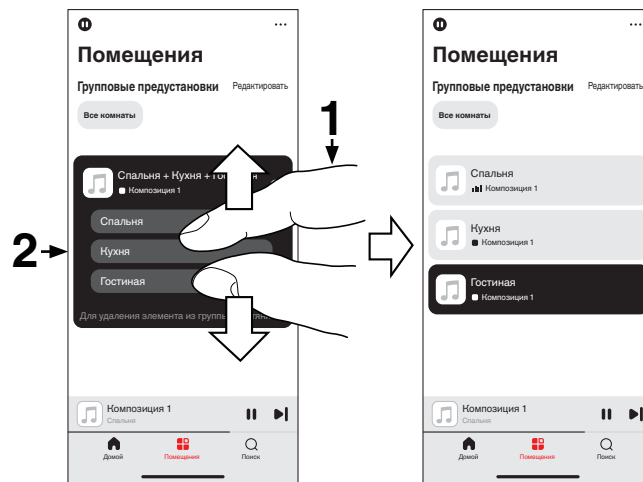 Помещения
Групповые предустановки Редактировать
Все комнаты
1
Спальня + Кухня +
Композиция 1
Спальня
2
Кухня
Гостиная
Для удаления элемента из группы
Композиция 1
Спальня
Домой Помещения Поиск
Помещения
Групповые предустановки Редактировать
Все комнаты
Спальня
Композиция 1
Кухня
Композиция 1
Гостиная
Композиция 1
Композиция 1
Спальня
Домой Помещения Поиск